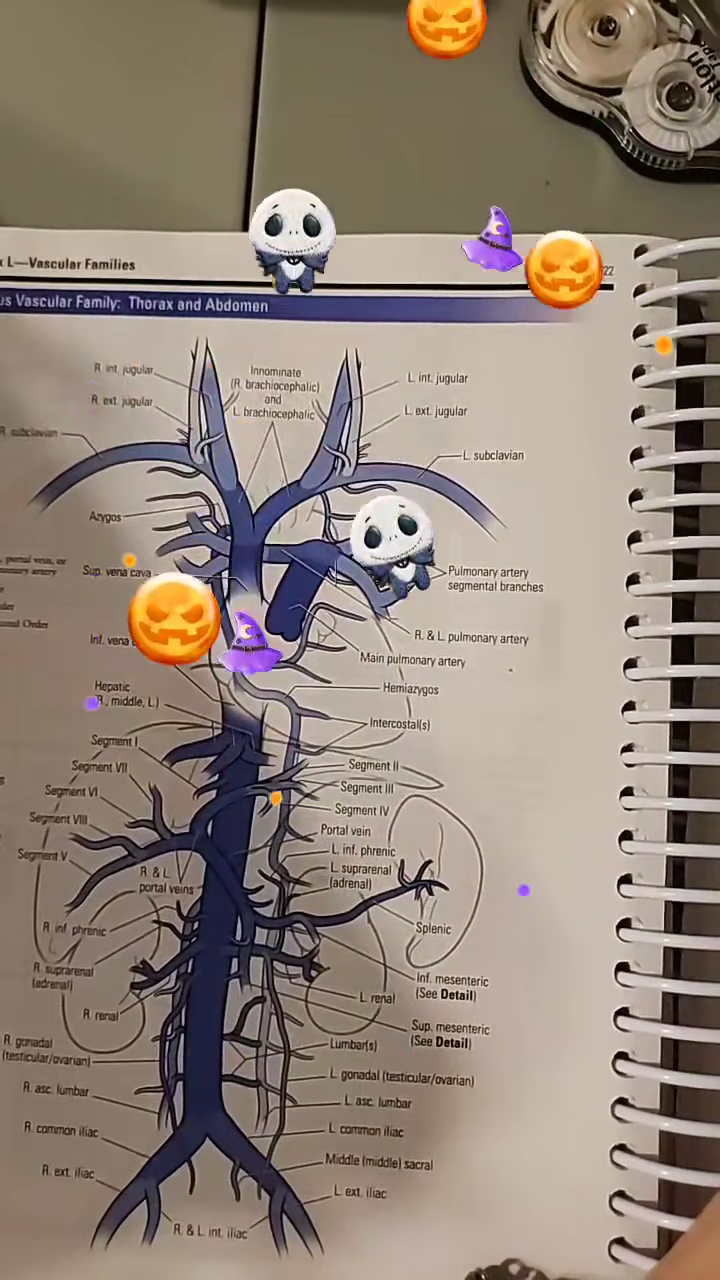 L—Vascular Families
22
us Vascular Family: Thorax and Abdomen
R. int. jugular
R. ext. jugular
R. subclavian
Innominate
(R. brachiocephalic)
and
L. brachiocephalic
L. int. jugular
L. ext. jugular
L. subclavian
Azygos
, portal vein, or
artery
Sup. vena cava
Order
Inf. vena
Pulmonary artery
segmental branches
R. & L. pulmonary artery
Main pulmonary artery
Hepatic
R., middle, L.)
Hemiazygos
Intercostal(s)
Segment I
Segment VII
Segment VI
Segment VIII
Segment V
Segment II
Segment III
Segment IV
Portal vein
L. inf. phrenic
L. suprarenal
(adrenal)
R. & L.
portal veins
Splenic
R. inf. phrenic
R. suprarenal
(adrenal)
R. renal
Inf. mesenteric
(See Detail)
L. renal
Sup. mesenteric
(See Detail)
R. gonadal
(testicular/ovarian)
Lumbar(s)
L. gonadal (testicular/ovarian)
R. asc. lumbar
L. asc. lumbar
R. common iliac
L. common iliac
Middle (middle) sacral
R. ext. iliac
L. ext. iliac
R. & L. int. iliac